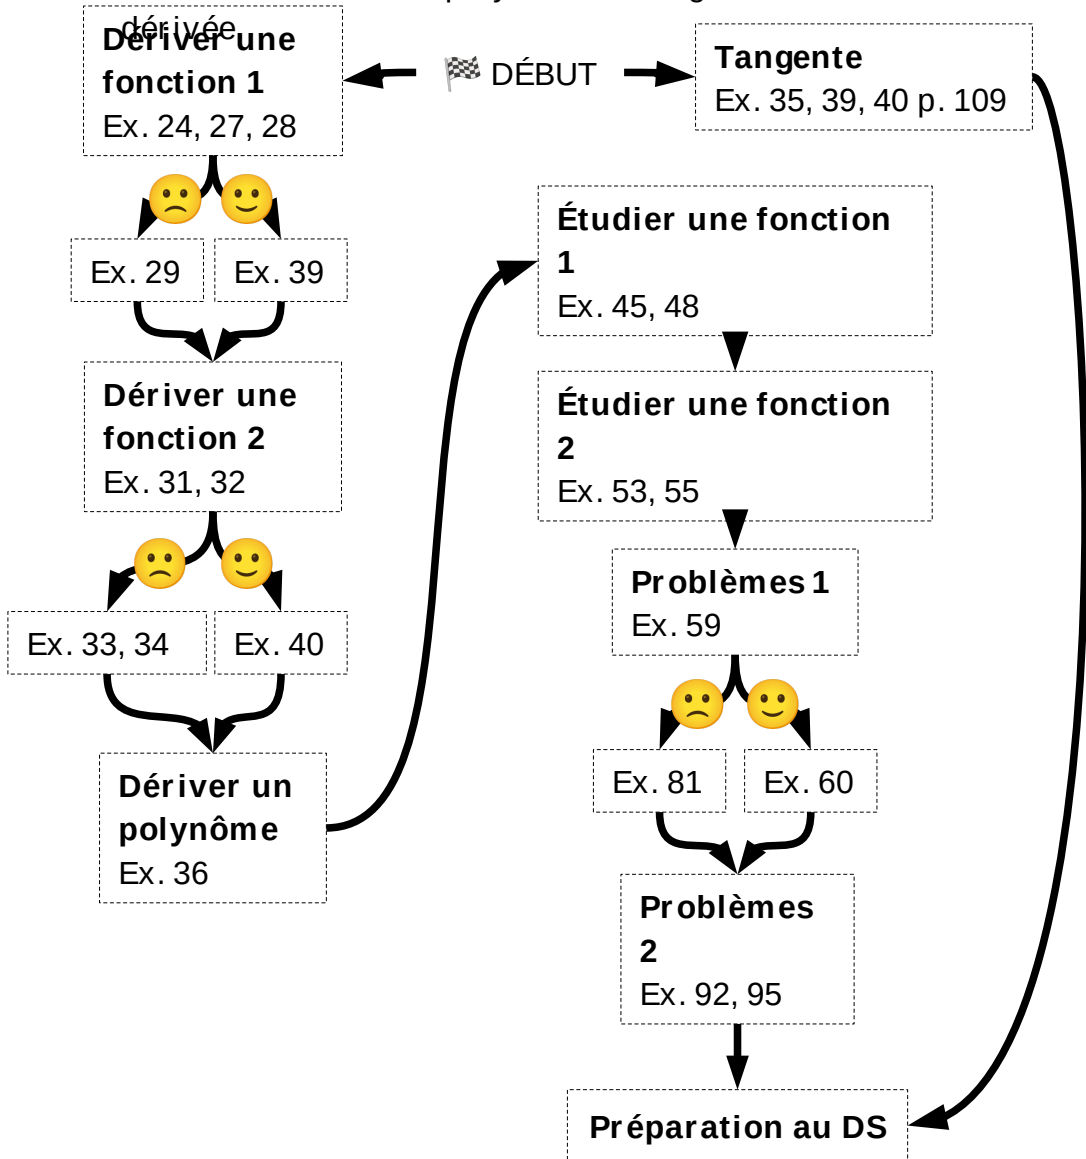 dérivée
Dériver une
fonction 1
Ex. 24, 27, 28
DÉBUT
Tangente
Ex. 35, 39, 40 p. 109
Ex. 29
Ex. 39
Dériver une
fonction 2
Ex. 31, 32
Ex. 33, 34
Ex. 40
Dériver un
polynôme
Ex. 36
Étudier une fonction
1
Ex. 45, 48
Étudier une fonction
2
Ex. 53, 55
Problèmes 1
Ex. 59
Ex. 81
Ex. 60
Problèmes
2
Ex. 92, 95
Préparation au DS